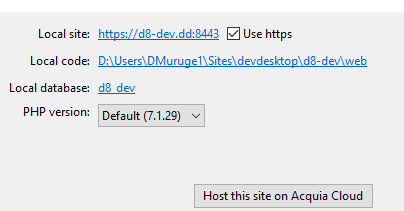 Local site: https://d8-dev.dd:8443 Use https
Local code: D:\Users\DMuruge1\Sites\devdesktop\d8-dev\web
Local database: d8_dev
PHP version: Default (7.1.29)
Host this site on Acquia Cloud